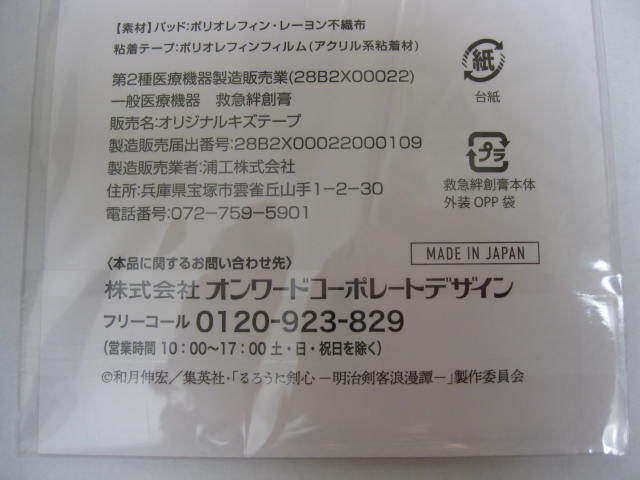 【素材】パッド:ポリオレフィン・レーヨン不織布
粘着テープ:ポリオレフィンフィルム(アクリル系粘着材)
第2種医療機器製造販売業(28B2X00022)
一般医療機器 救急絆創膏
販売名:オリジナルキズテープ
製造販売届出番号:28B2X00022000109
製造販売業者:浦工株式会社
住所:兵庫県宝塚市雲雀丘山手1-2-30
電話番号:072-759-5901
紙
台紙
プラ
救急絆創膏本体
外装OPP袋
MADE IN JAPAN
〈本品に関するお問い合わせ先〉
株式会社 オンワードコーポレートデザイン
フリーコール 0120-923-829
(営業時間 10:00〜17:00 土・日・祝日を除く)
©和月伸宏/集英社・「るろうに剣心 ―明治剣客浪漫譚―」製作委員会